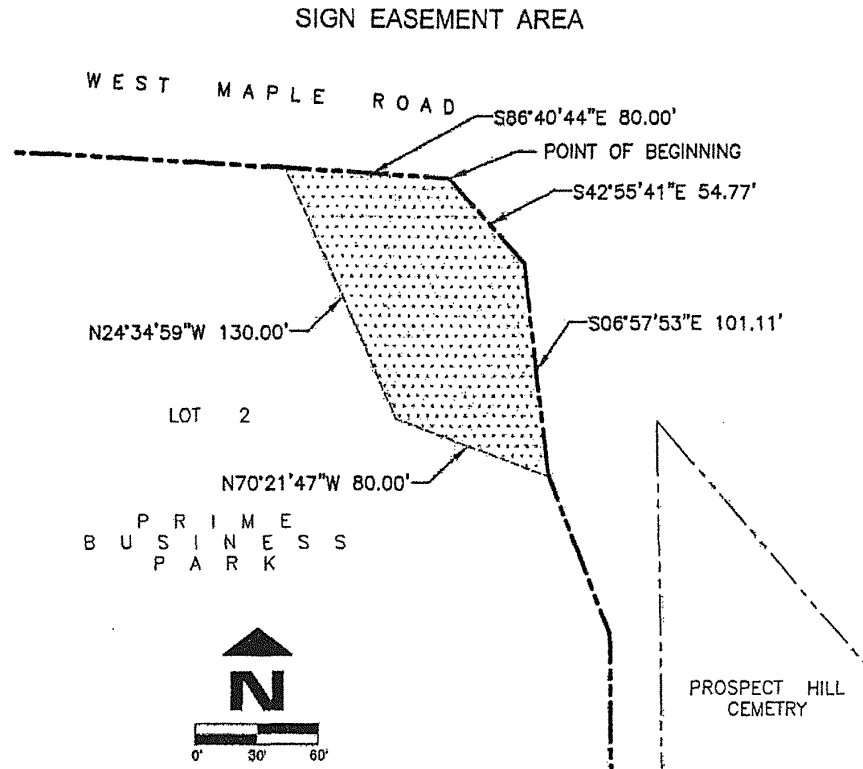 SIGN EASEMENT AREA
WEST MAPLE ROAD
S86°40'44"E 80.00'
POINT OF BEGINNING
S42°55'41"E 54.77'
N24°34'59"W 130.00'
S06°57'53"E 101.11'
LOT 2
N70°21'47"W 80.00'
PRIME
BUSINESS
PARK
N
0' 30' 60'
PROSPECT HILL
CEMETRY